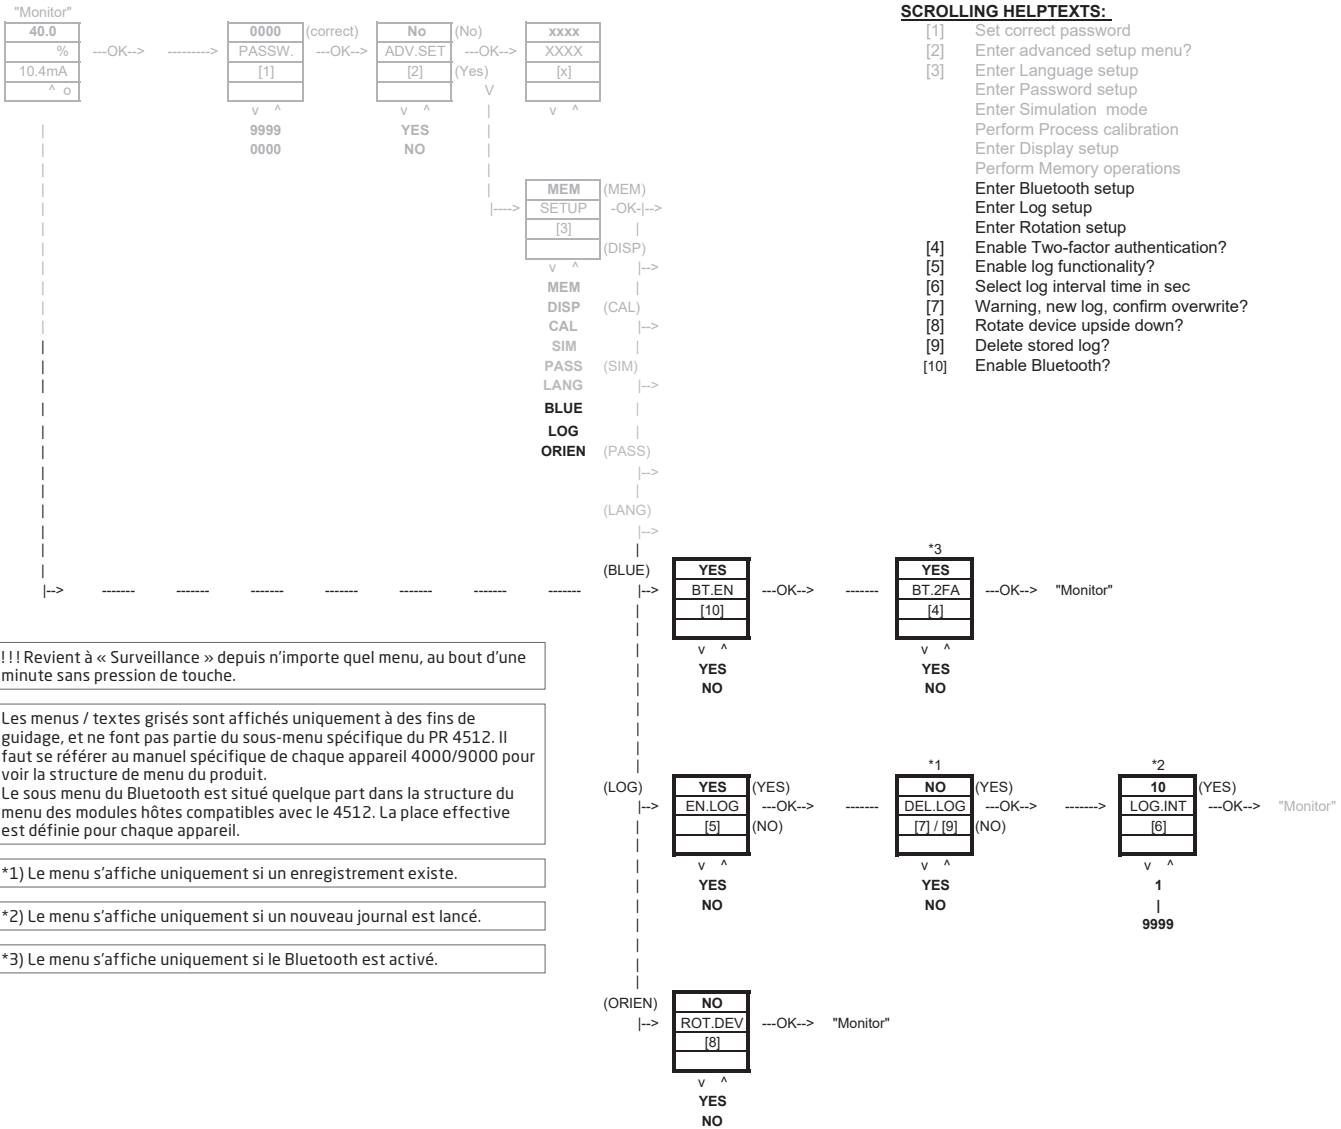 "Monitor"
40.0
%
10.4mA
^ o
---OK-->
--------->
0000
(correct)
PASSW.
---OK-->
[1]
v ^
9999
0000
No
(No)
ADV.SET
---OK-->
[2]
(Yes)
V
v ^
YES
NO
xxxx
XXXX
[x]
v ^
SCROLLING HELPTEXTS:
[1] Set correct password
[2] Enter advanced setup menu?
[3] Enter Language setup
Enter Password setup
Enter Simulation mode
Perform Process calibration
Enter Display setup
Perform Memory operations
Enter Bluetooth setup
Enter Log setup
Enter Rotation setup
[4] Enable Two-factor authentication?
[5] Enable log functionality?
[6] Select log interval time in sec
[7] Warning, new log, confirm overwrite?
[8] Rotate device upside down?
[9] Delete stored log?
[10] Enable Bluetooth?
MEM (MEM)
|----> SETUP -OK-|-->
[3]
(DISP)
v ^ |-->
MEM
DISP (CAL)
CAL |-->
SIM
PASS (SIM)
LANG |-->
BLUE
LOG
ORIEN (PASS)
|-->
(LANG)
|-->
*3
(BLUE) YES YES
|--> ------- ------- ------- ------- ------- ------- ------- |--> BT.EN ---OK--> ------- BT.2FA ---OK--> "Monitor"
[10] [4]
v ^ v ^
YES YES
NO NO
!!! Revient à « Surveillance » depuis n'importe quel menu, au bout d'une
minute sans pression de touche.
Les menus / textes grisés sont affichés uniquement à des fins de
guidage, et ne font pas partie du sous-menu spécifique du PR 4512. Il
faut se référer au manuel spécifique de chaque appareil 4000/9000 pour
voir la structure de menu du produit.
Le sous menu du Bluetooth est situé quelque part dans la structure du
menu des modules hôtes compatibles avec le 4512. La place effective
est définie pour chaque appareil.
*1) Le menu s'affiche uniquement si un enregistrement existe.
*2) Le menu s'affiche uniquement si un nouveau journal est lancé.
*3) Le menu s'affiche uniquement si le Bluetooth est activé.
*1 *2
(LOG) YES (YES) NO (YES) 10 (YES)
|--> EN.LOG ---OK--> ------- DEL.LOG ---OK--> -------> LOG.INT ---OK--> "Monitor"
[5] (NO) [7] / [9] (NO) [6]
v ^ v ^ v ^
YES YES 1
NO NO |
9999
(ORIEN) NO
|--> ROT.DEV ---OK--> "Monitor"
[8]
v ^
YES
NO